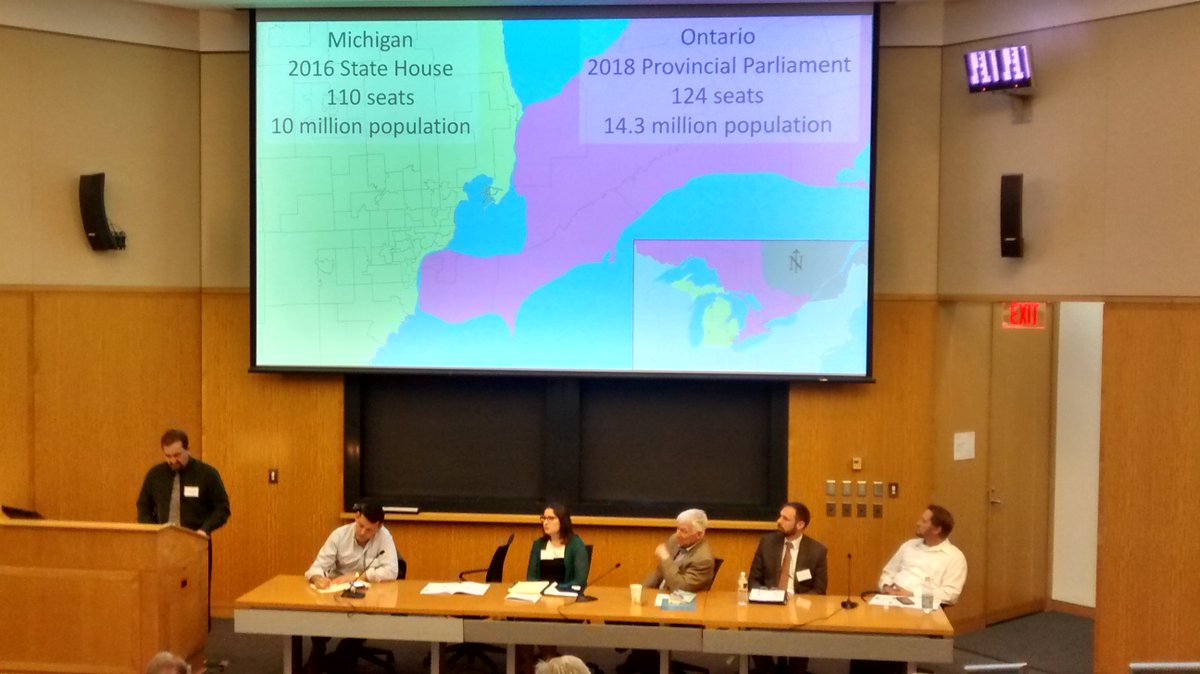 Michigan
2016 State House
110 seats
10 million population
Ontario
2018 Provincial Parliament
124 seats
14.3 million population
N
EXIT